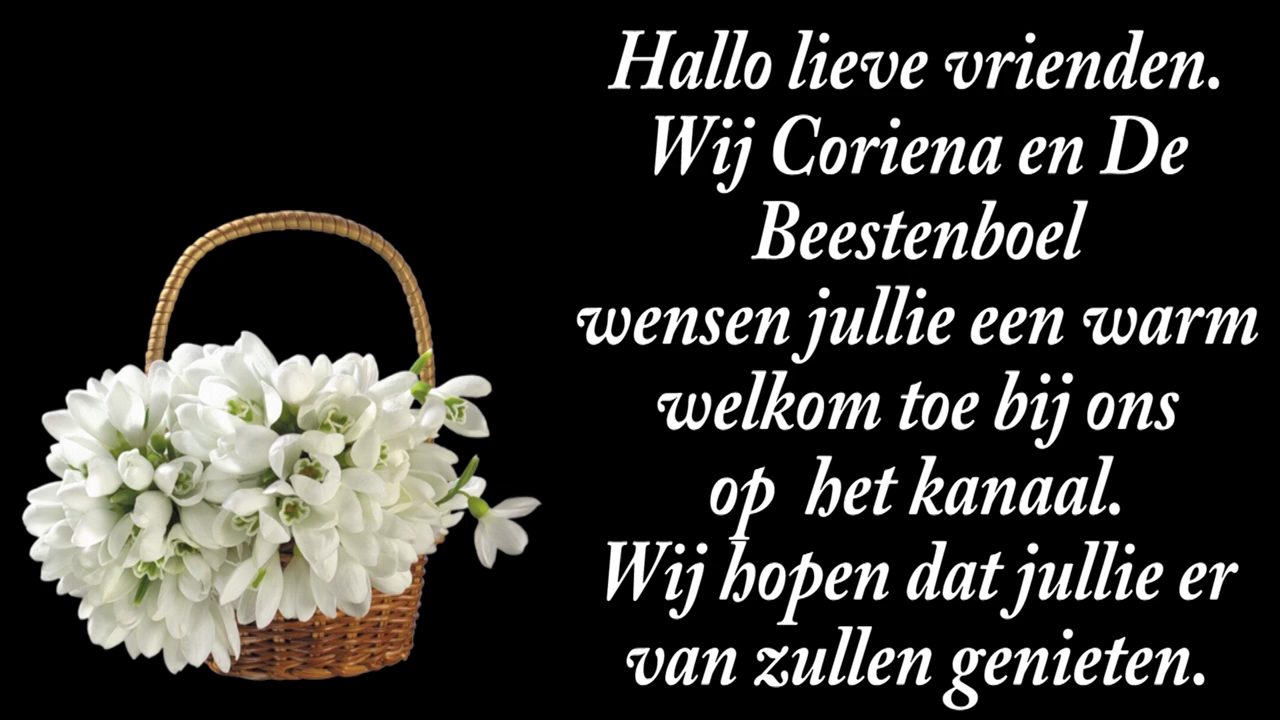 Hallo lieve vrienden.
Wij Coriena en De
Beestenboel
wensen jullie een warm
welkom toe bij ons
op het kanaal.
Wij hopen dat jullie er
van zullen genieten.